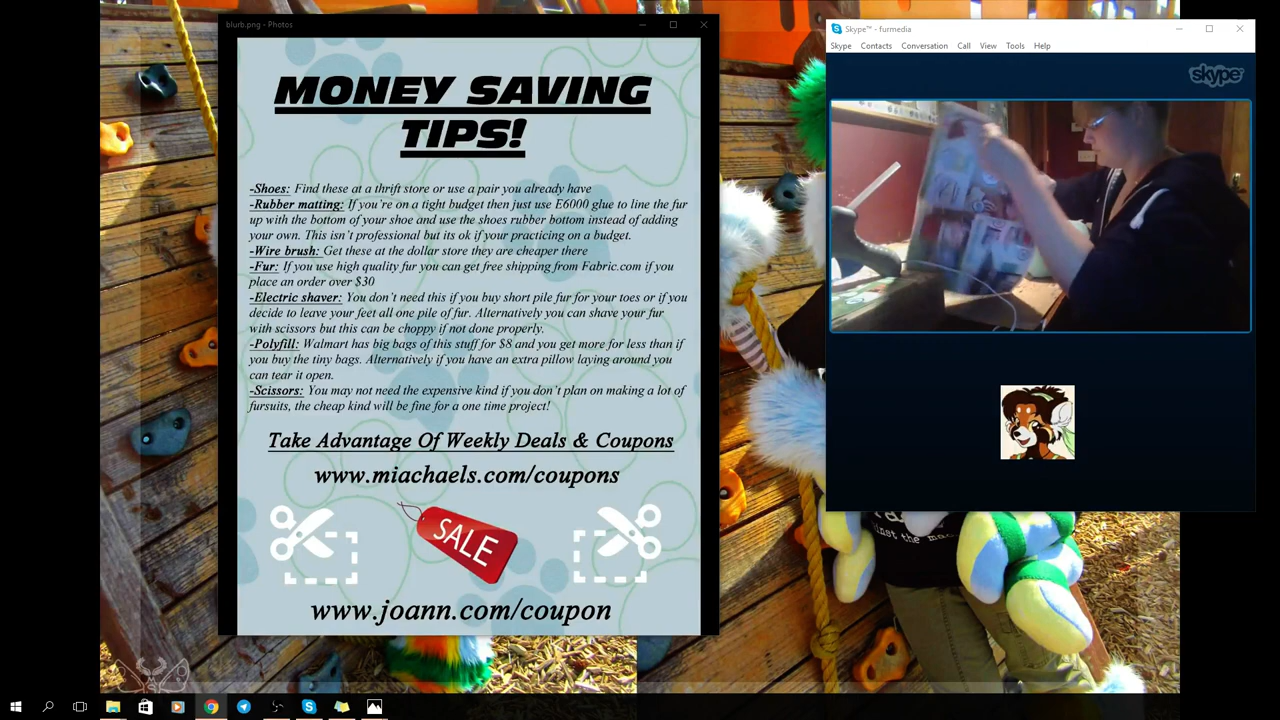 blurb.png - Photos
MONEY SAVING
TIPS!
-Shoes: Find these at a thrift store or use a pair you already have
-Rubber matting: If you're on a tight budget then just use E6000 glue to line the fur
up with the bottom of your shoe and use the shoes rubber bottom instead of adding
your own. This isn't professional but its ok if your practicing on a budget.
-Wire brush: Get these at the dollar store they are cheaper there
-Fur: If you use high quality fur you can get free shipping from Fabric.com if you
place an order over $30
-Electric shaver: You don't need this if you buy short pile fur for your toes or if you
decide to leave your feet all one pile of fur. Alternatively you can shave your fur
with scissors but this can be choppy if not done properly.
-Polyfill: Walmart has big bags of this stuff for $8 and you get more for less than if
you buy the tiny bags. Alternatively if you have an extra pillow laying around you
can tear it open.
-Scissors: You may not need the expensive kind if you don't plan on making a lot of
fursuits, the cheap kind will be fine for a one time project!
Take Advantage Of Weekly Deals & Coupons
www.miachaels.com/coupons
SALE
www.joann.com/coupon
Skype™ - furmedia
Skype Contacts Conversation Call View Tools Help
skype